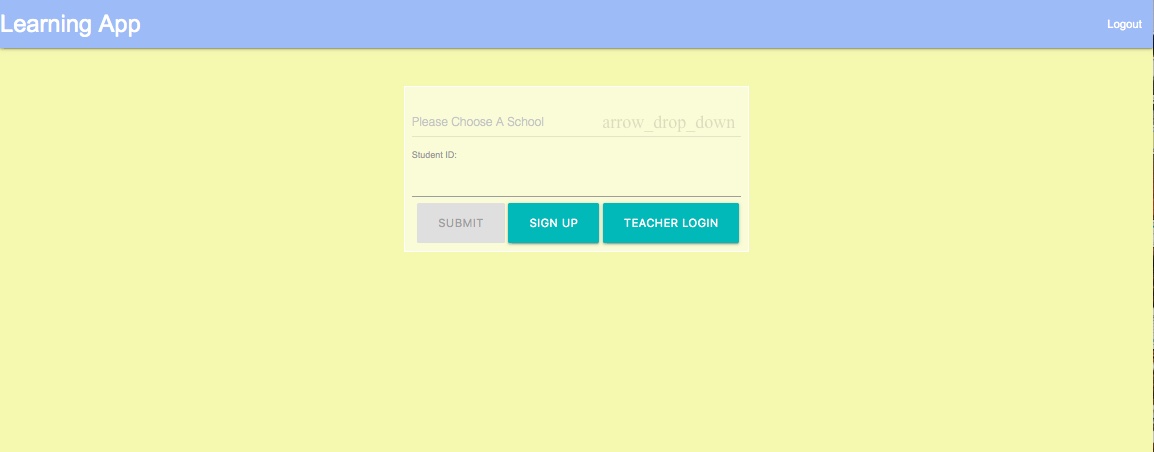 Learning App
Logout
Please Choose A School arrow_drop_down
Student ID:
SUBMIT SIGN UP TEACHER LOGIN